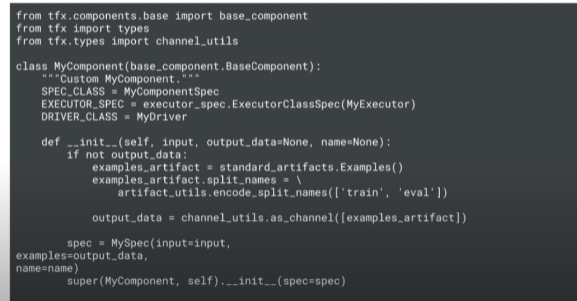 from tfx.components.base import base_component
from tfx import types
from tfx.types import channel_utils
class MyComponent(base_component.BaseComponent):
"""Custom MyComponent."""
SPEC_CLASS = MyComponentSpec
EXECUTOR_SPEC = executor_spec.ExecutorClassSpec(MyExecutor)
DRIVER_CLASS = MyDriver
def __init__(self, input, output_data=None, name=None):
if not output_data:
examples_artifact = standard_artifacts.Examples()
examples_artifact.split_names = \
artifact_utils.encode_split_names(['train', 'eval'])
output_data = channel_utils.as_channel([examples_artifact])
spec = MySpec(input=input,
examples=output_data,
name=name)
super(MyComponent, self).__init__(spec=spec)